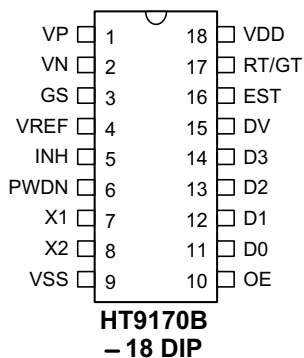 VP 1 18 VDD
VN 2 17 RT/GT
GS 3 16 EST
VREF 4 15 DV
INH 5 14 D3
PWDN 6 13 D2
X1 7 12 D1
X2 8 11 D0
VSS 9 10 OE
HT9170B
– 18 DIP